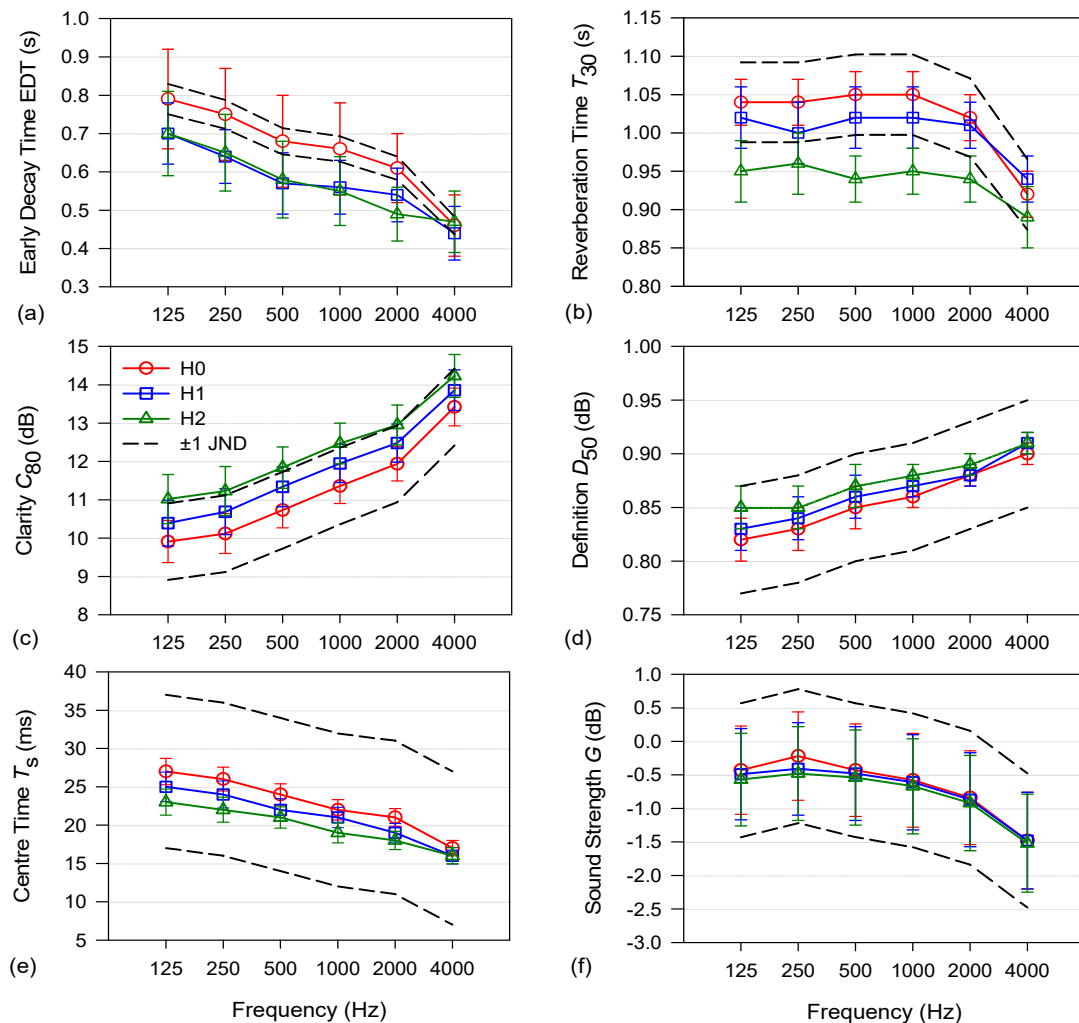 1.0
0.9
0.8
0.7
0.6
0.5
0.4
0.3
Early Decay Time EDT (s)
125 250 500 1000 2000 4000
(a)
1.15
1.10
1.05
1.00
0.95
0.90
0.85
0.80
Reverberation Time T30 (s)
125 250 500 1000 2000 4000
(b)
15
14
13
12
11
10
9
8
Clarity C80 (dB)
H0
H1
H2
±1 JND
125 250 500 1000 2000 4000
(c)
1.00
0.95
0.90
0.85
0.80
0.75
Definition D50 (dB)
125 250 500 1000 2000 4000
(d)
40
35
30
25
20
15
10
5
Centre Time Ts (ms)
125 250 500 1000 2000 4000
(e)
Frequency (Hz)
1.0
0.5
0.0
-0.5
-1.0
-1.5
-2.0
-2.5
-3.0
Sound Strength G (dB)
125 250 500 1000 2000 4000
(f)
Frequency (Hz)